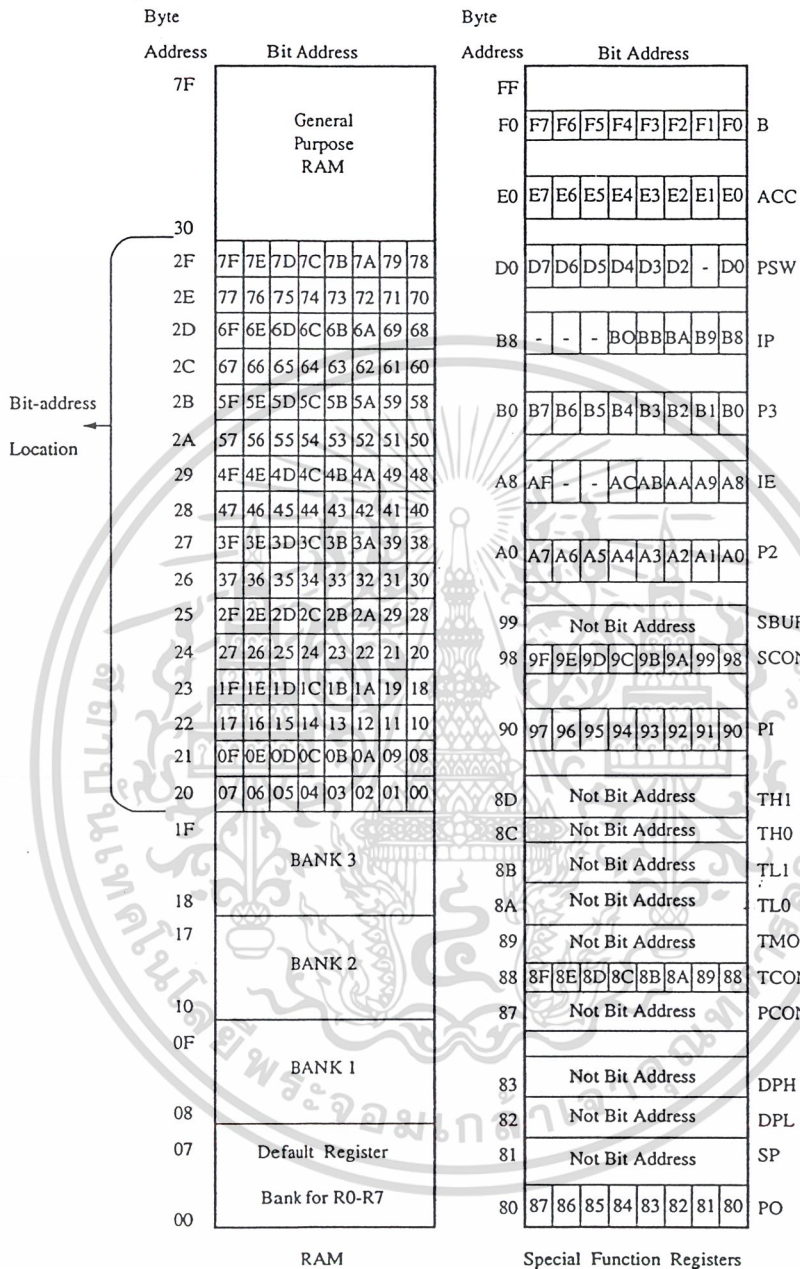 Byte
Address Bit Address
7F
General
Purpose
RAM
30
2F 7F 7E 7D 7C 7B 7A 79 78
2E 77 76 75 74 73 72 71 70
2D 6F 6E 6D 6C 6B 6A 69 68
2C 67 66 65 64 63 62 61 60
2B 5F 5E 5D 5C 5B 5A 59 58
Bit-address
Location
2A 57 56 55 54 53 52 51 50
29 4F 4E 4D 4C 4B 4A 49 48
28 47 46 45 44 43 42 41 40
27 3F 3E 3D 3C 3B 3A 39 38
26 37 36 35 34 33 32 31 30
25 2F 2E 2D 2C 2B 2A 29 28
24 27 26 25 24 23 22 21 20
23 1F 1E 1D 1C 1B 1A 19 18
22 17 16 15 14 13 12 11 10
21 0F 0E 0D 0C 0B 0A 09 08
20 07 06 05 04 03 02 01 00
1F
BANK 3
18
17
BANK 2
10
0F
BANK 1
08
07 Default Register
Bank for R0-R7
00
RAM
Byte
Address Bit Address
FF
F0 F7 F6 F5 F4 F3 F2 F1 F0 B
E0 E7 E6 E5 E4 E3 E2 E1 E0 ACC
D0 D7 D6 D5 D4 D3 D2 - D0 PSW
B8 - - - BO BB BA B9 B8 IP
B0 B7 B6 B5 B4 B3 B2 B1 B0 P3
A8 AF - - AC AB AA A9 A8 IE
A0 A7 A6 A5 A4 A3 A2 A1 A0 P2
99 Not Bit Address SBUF
98 9F 9E 9D 9C 9B 9A 99 98 SCON
90 97 96 95 94 93 92 91 90 PI
8D Not Bit Address TH1
8C Not Bit Address TH0
8B Not Bit Address TL1
8A Not Bit Address TL0
89 Not Bit Address TMO
88 8F 8E 8D 8C 8B 8A 89 88 TCON
87 Not Bit Address PCON
83 Not Bit Address DPH
82 Not Bit Address DPL
81 Not Bit Address SP
80 87 86 85 84 83 82 81 80 PO
Special Function Registers